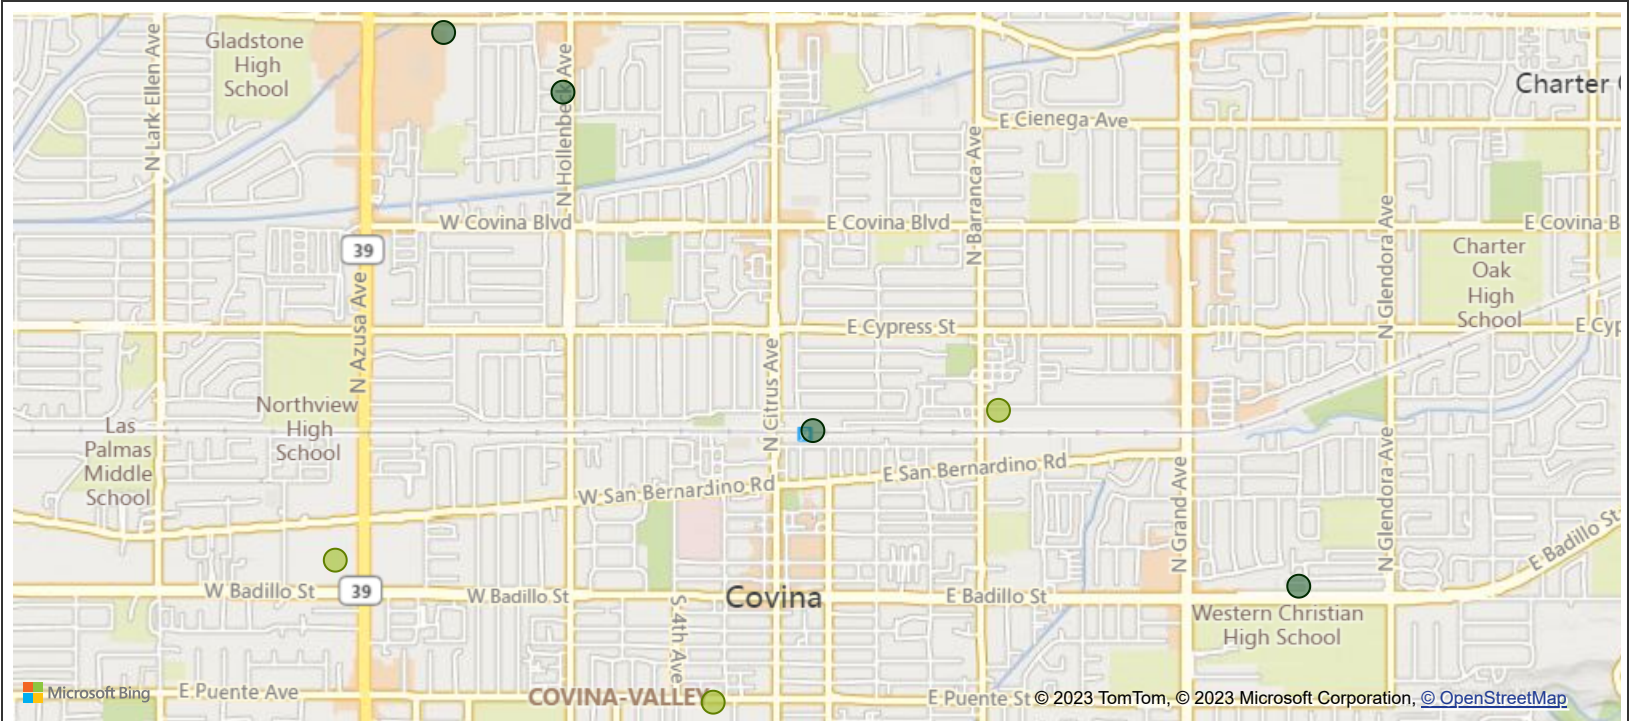 N Lark Ellen Ave
Gladstone
High
School
N Hollenbeck Ave
Charter
E Cienega Ave
N Barranca Ave
W Covina Blvd
E Covina Blvd
E Covina B
39
N Azusa Ave
N Glendora Ave
Charter
Oak
High
School
E Cypress St
E Cyp
N Citrus Ave
Northview
High
School
Las
Palmas
Middle
School
W San Bernardino Rd
E San Bernardino Rd
N Grand Ave
N Glendora Ave
E Badillo St
W Badillo St
39
W Badillo St
Covina
E Badillo St
S 4th Ave
Western Christian
High School
Microsoft Bing
E Puente Ave
COVINA-VALLEY
E Puente St
© 2023 TomTom, © 2023 Microsoft Corporation, © OpenStreetMap